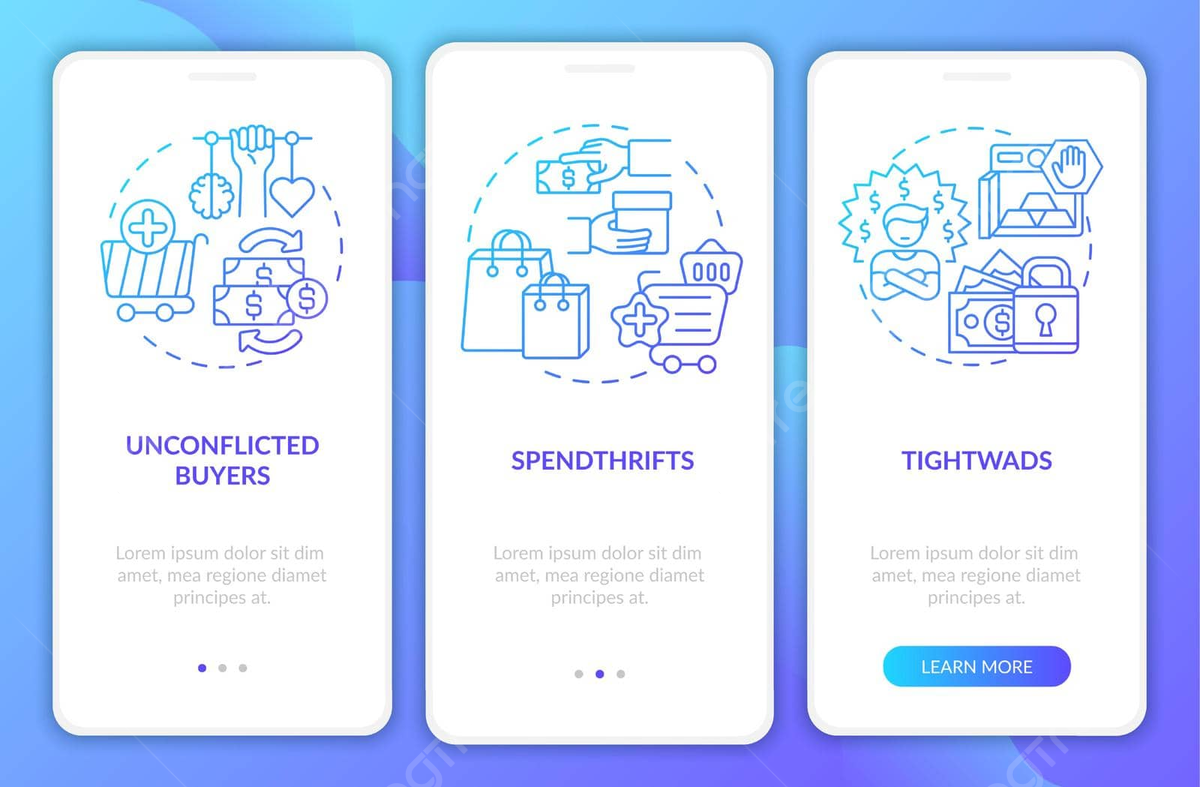 UNCONFLICTED
BUYERS
Lorem ipsum dolor sit dim
amet, mea regione diamet
principes at.
SPENDTHRIFTS
Lorem ipsum dolor sit dim
amet, mea regione diamet
principes at.
TIGHTWADS
Lorem ipsum dolor sit dim
amet, mea regione diamet
principes at.
LEARN MORE